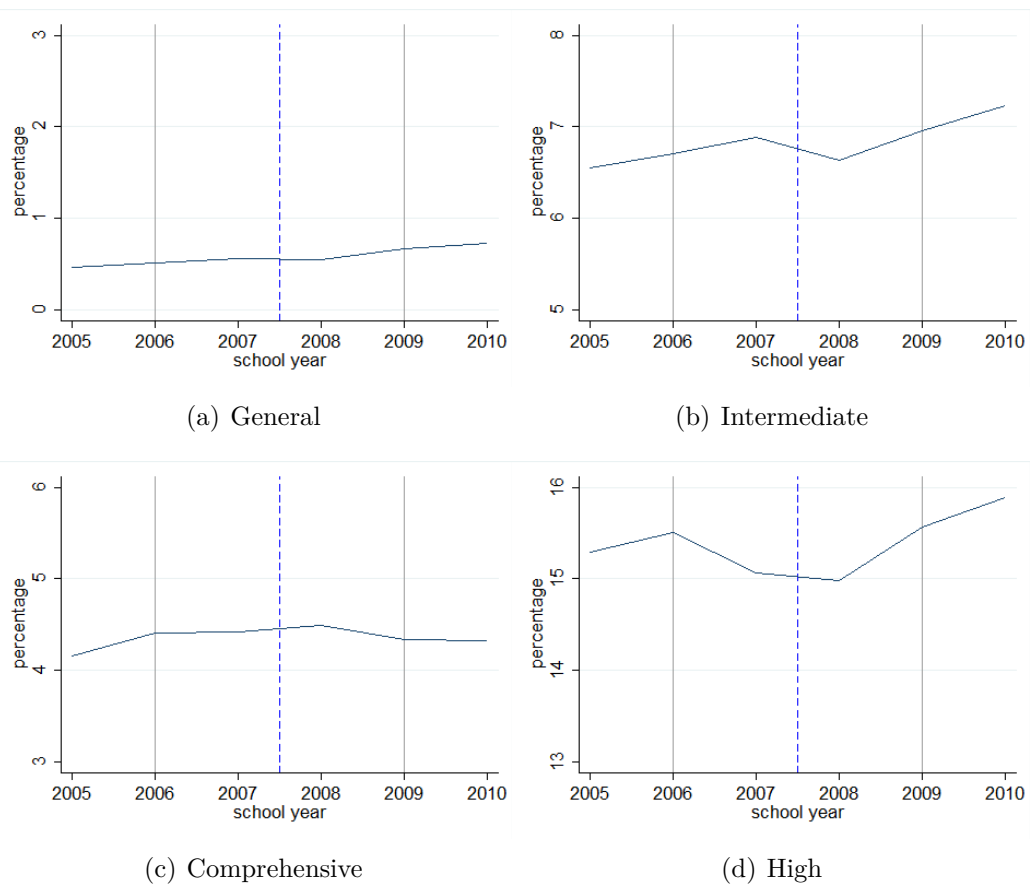 percentage
3
2
1
0
2005 2006 2007 2008 2009 2010
school year
(a) General
percentage
8
7
6
5
2005 2006 2007 2008 2009 2010
school year
(b) Intermediate
percentage
6
5
4
3
2005 2006 2007 2008 2009 2010
school year
(c) Comprehensive
percentage
16
15
14
13
2005 2006 2007 2008 2009 2010
school year
(d) High